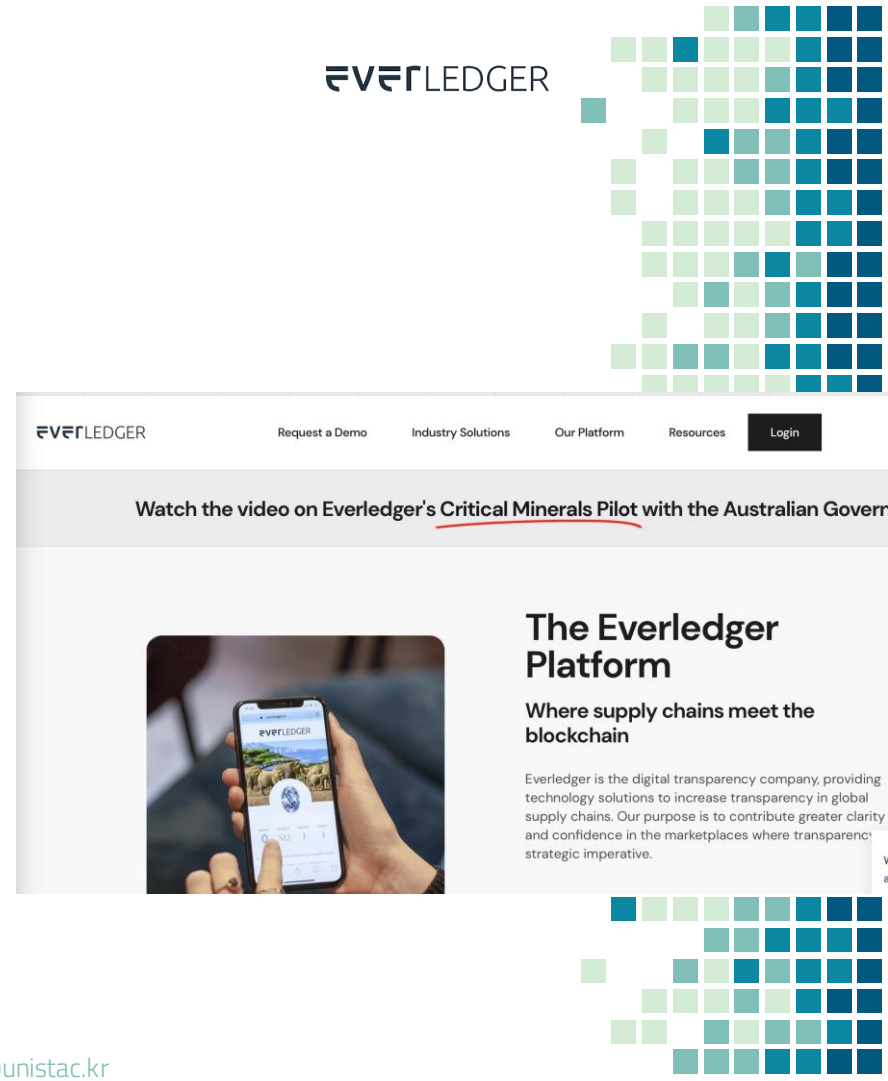 EVERLEDGER
EVERLEDGER
Request a Demo
Industry Solutions
Our Platform
Resources
Login
Watch the video on Everledger's Critical Minerals Pilot with the Australian Govern
The Everledger
Platform
Where supply chains meet the
blockchain
Everledger is the digital transparency company, providing
technology solutions to increase transparency in global
supply chains. Our purpose is to contribute greater clarity
and confidence in the marketplaces where transparency
strategic imperative.
EVERLEDGER
unistac.kr